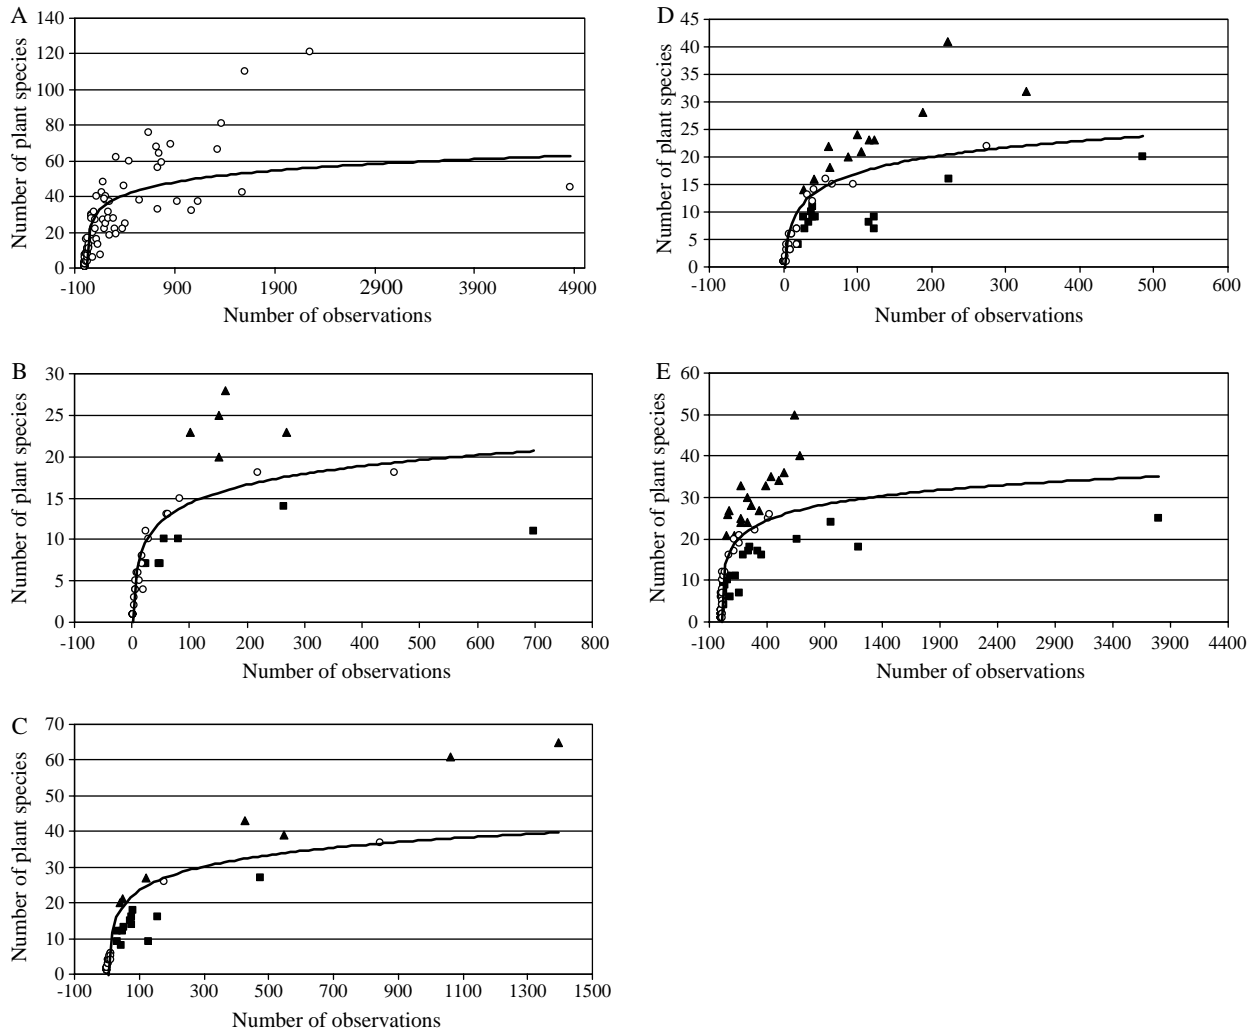 A
Number of plant species
140
120
100
80
60
40
20
0
-100 900 1900 2900 3900 4900
Number of observations
B
Number of plant species
30
25
20
15
10
5
0
-100 0 100 200 300 400 500 600 700 800
Number of observations
C
Number of plant species
70
60
50
40
30
20
10
0
-100 100 300 500 700 900 1100 1300 1500
Number of observations
D
Number of plant species
45
40
35
30
25
20
15
10
5
0
-100 0 100 200 300 400 500 600
Number of observations
E
Number of plant species
60
50
40
30
20
10
0
-100 400 900 1400 1900 2400 2900 3400 3900 4400
Number of observations